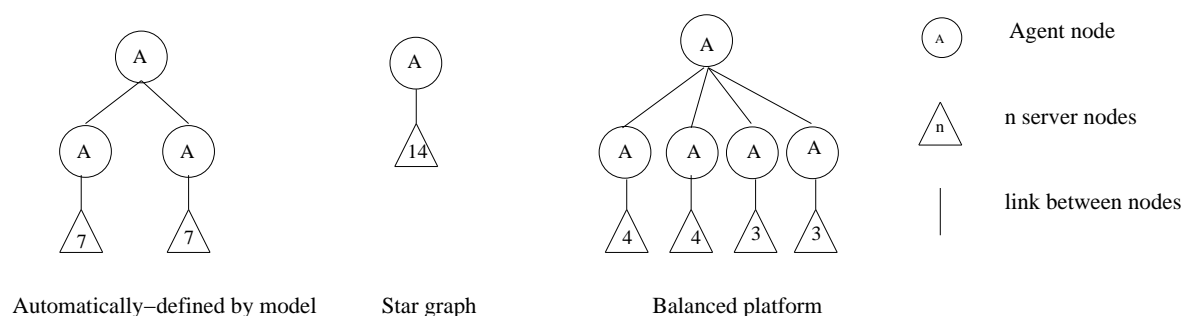 A
A
A
7
7
Automatically–defined by model
A
14
Star graph
A
A
A
A
A
4
4
3
3
Balanced platform
A
Agent node
n
n server nodes
link between nodes